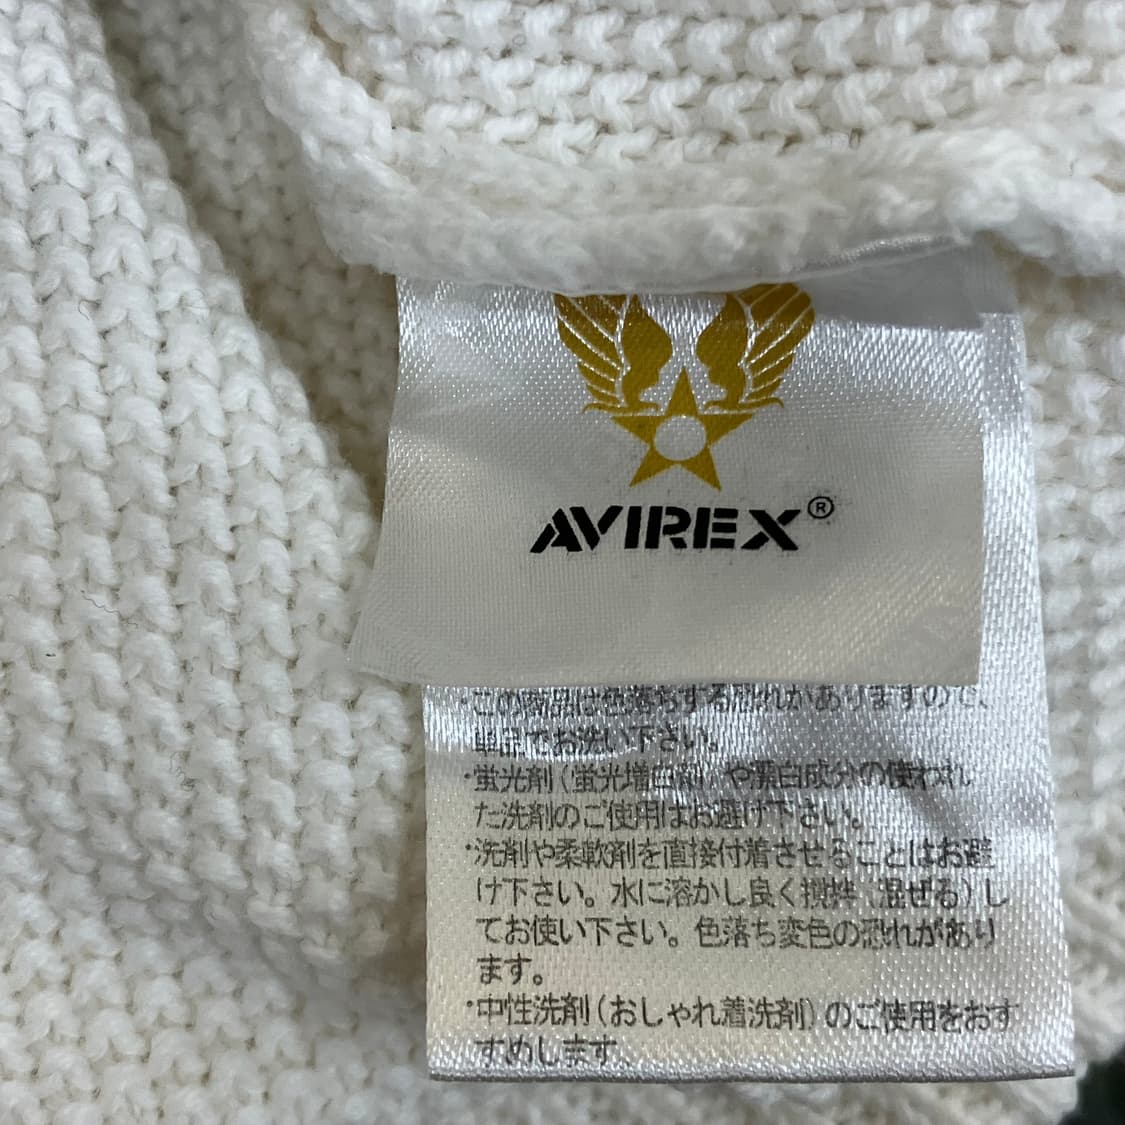 AVIREX®
・この商品は色落ちする恐れがありますので、
単品でお洗い下さい。
・蛍光剤（蛍光増白剤）や漂白成分の使われ
た洗剤のご使用はお避け下さい。
・洗剤や柔軟剤を直接付着させることはお避
け下さい。水に溶かし良く撹拌（混ぜる）し
てお使い下さい。色落ち変色の恐れがあり
ます。
・中性洗剤（おしゃれ着洗剤）のご使用をおす
すめします。